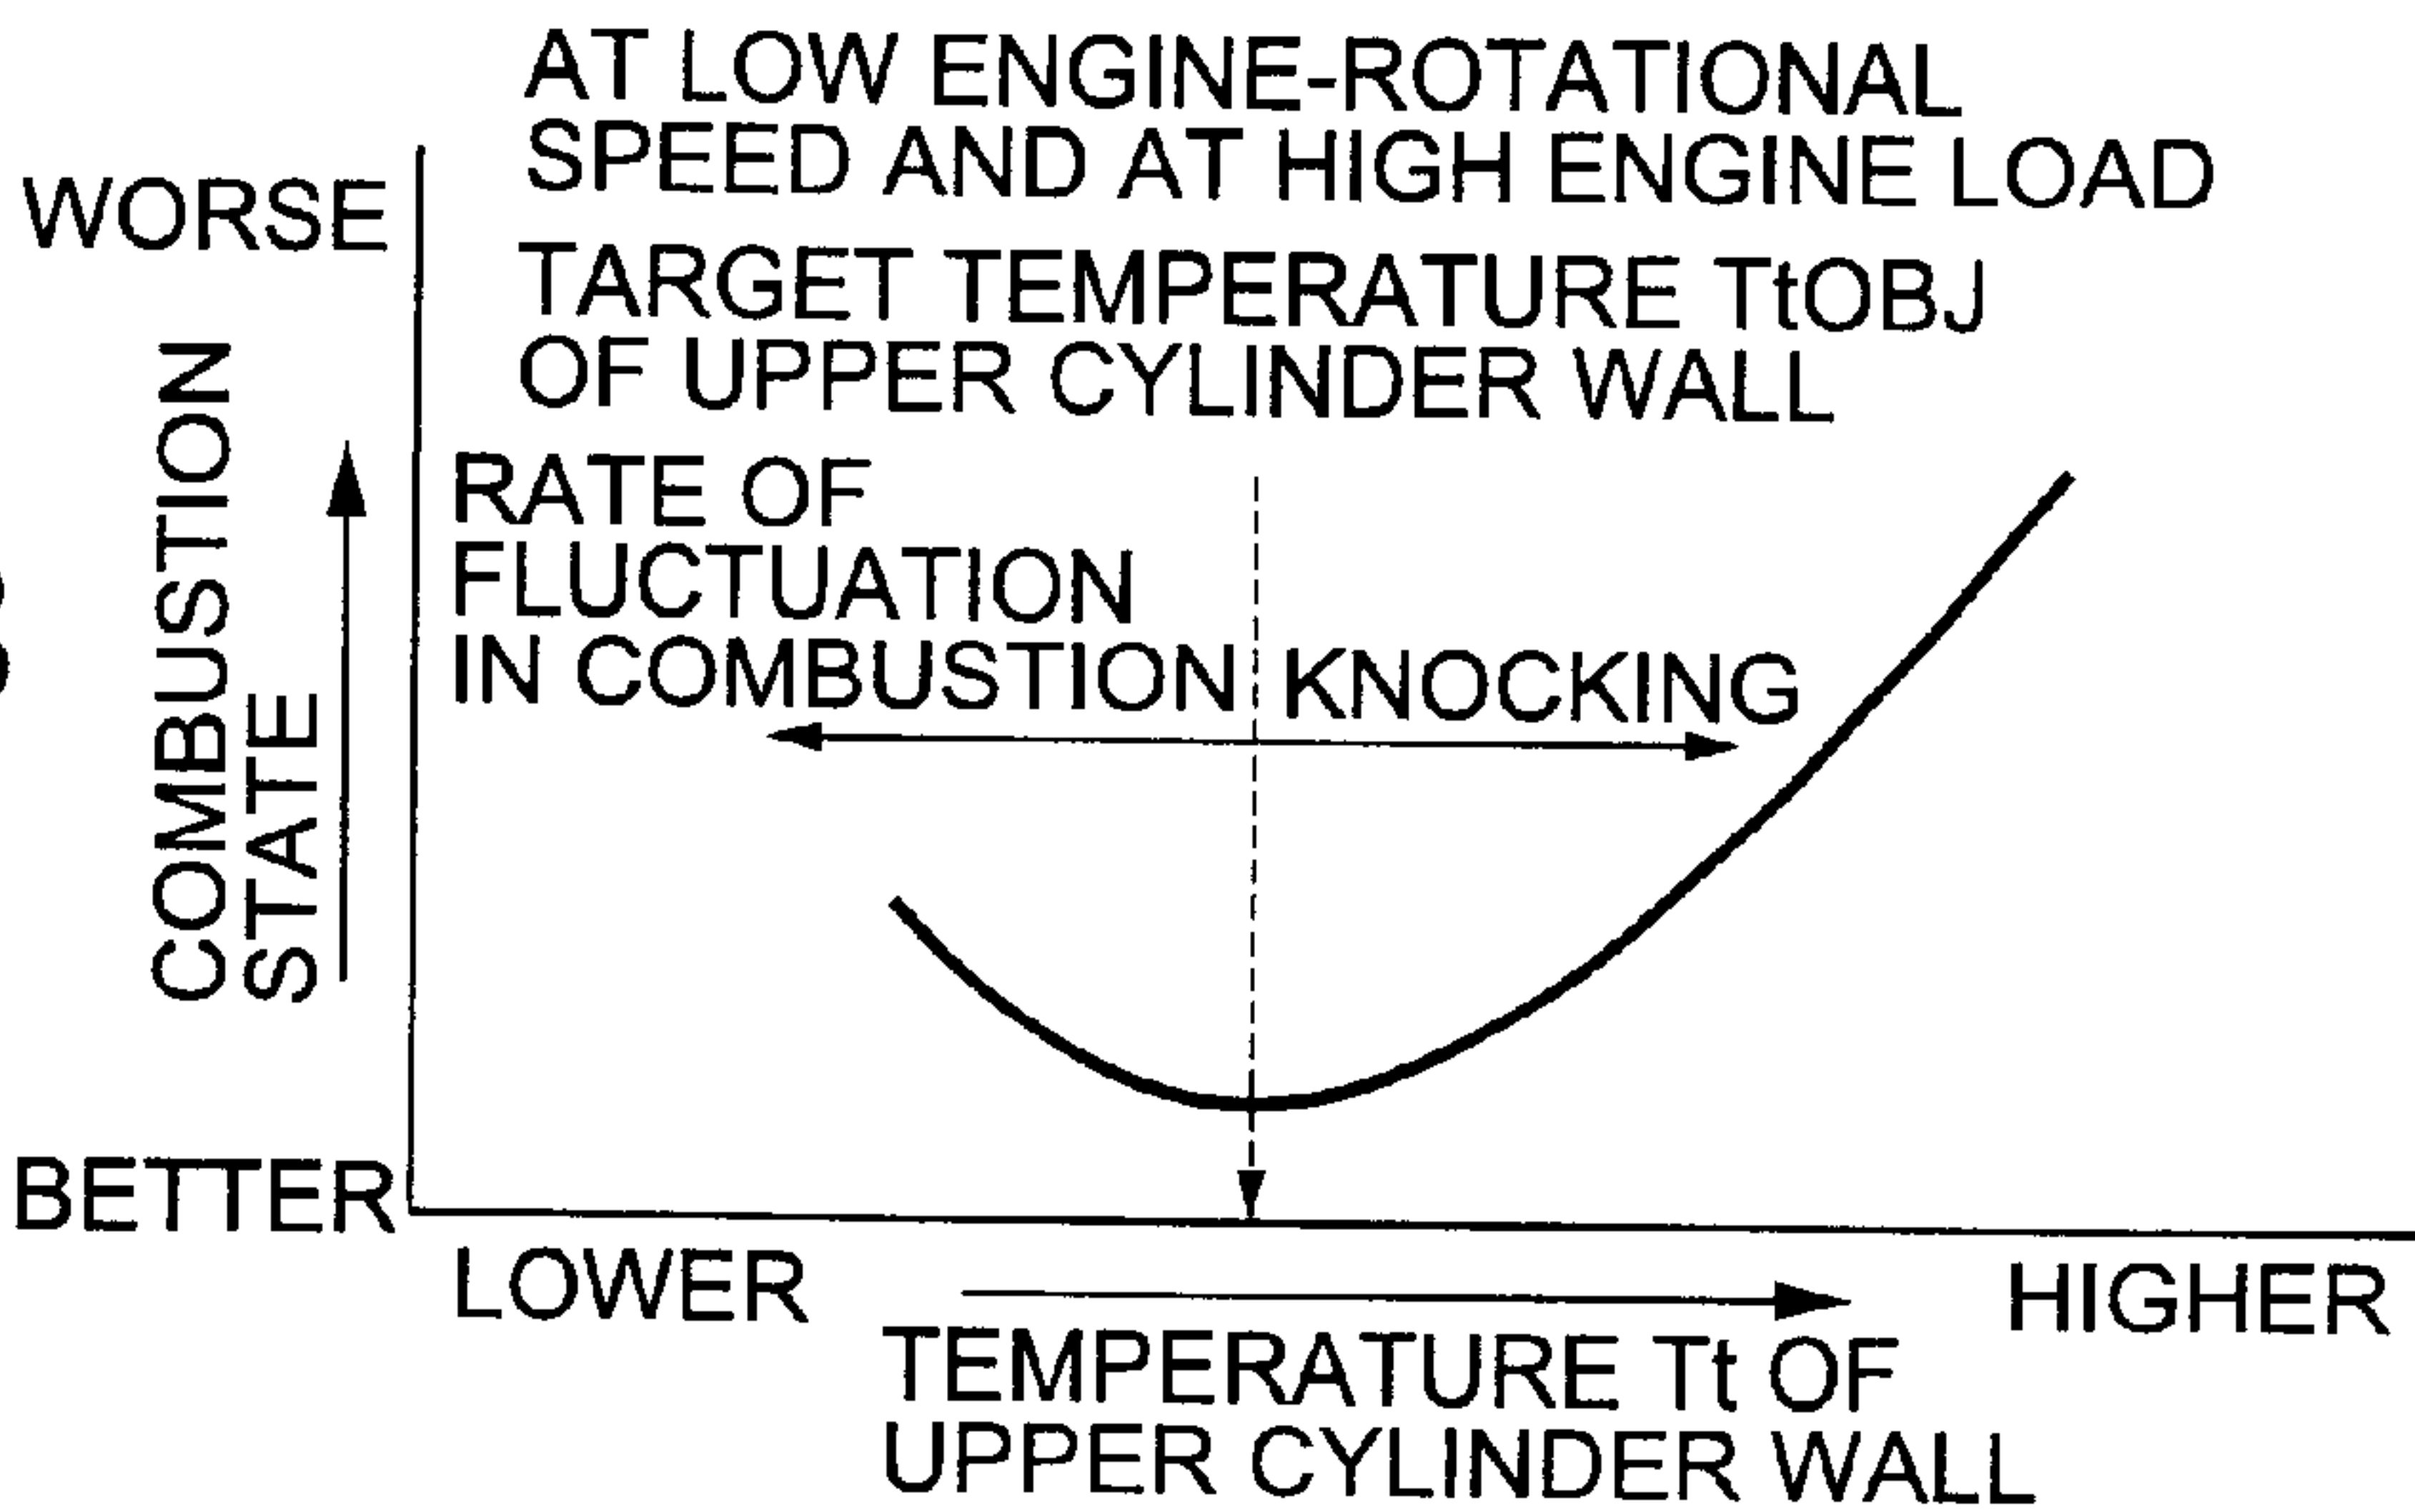 AT LOW ENGINE-ROTATIONAL
SPEED AND AT HIGH ENGINE LOAD
WORSE
TARGET TEMPERATURE TtOBJ
OF UPPER CYLINDER WALL
COMBUSTION
STATE
RATE OF
FLUCTUATION
IN COMBUSTION
KNOCKING
BETTER
LOWER
HIGHER
TEMPERATURE Tt OF
UPPER CYLINDER WALL